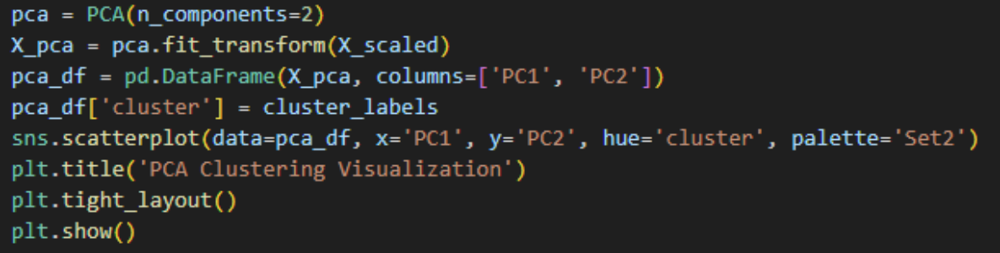 pca = PCA(n_components=2)
X_pca = pca.fit_transform(X_scaled)
pca_df = pd.DataFrame(X_pca, columns=['PC1', 'PC2'])
pca_df['cluster'] = cluster_labels
sns.scatterplot(data=pca_df, x='PC1', y='PC2', hue='cluster', palette='Set2')
plt.title('PCA Clustering Visualization')
plt.tight_layout()
plt.show()